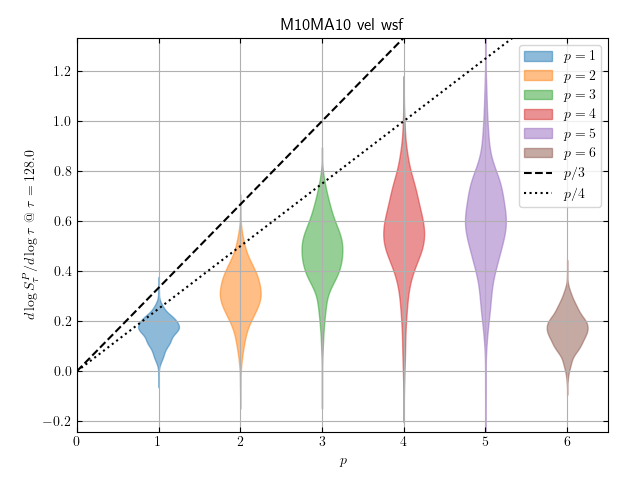 M10MA10 vel wsf
d log S_τ^P / d log τ @ τ = 128.0
1.2
1.0
0.8
0.6
0.4
0.2
0.0
−0.2
0 1 2 3 4 5 6
p
p = 1
p = 2
p = 3
p = 4
p = 5
p = 6
p/3
p/4